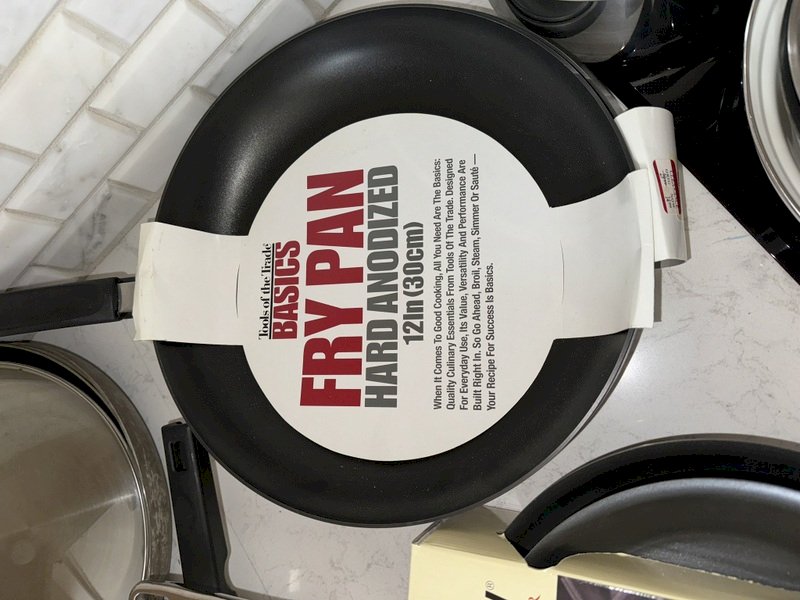 Tools of the Trade®
BASICS
FRY PAN
HARD ANODIZED
12In (30cm)
When It Comes To Good Cooking, All You Need Are The Basics:
Quality Culinary Essentials From Tools Of The Trade. Designed
For Everyday Use, Its Value, Versatility And Performance Are
Built Right In. So Go Ahead, Broil, Steam, Simmer Or Sauté —
Your Recipe For Success Is Basics.